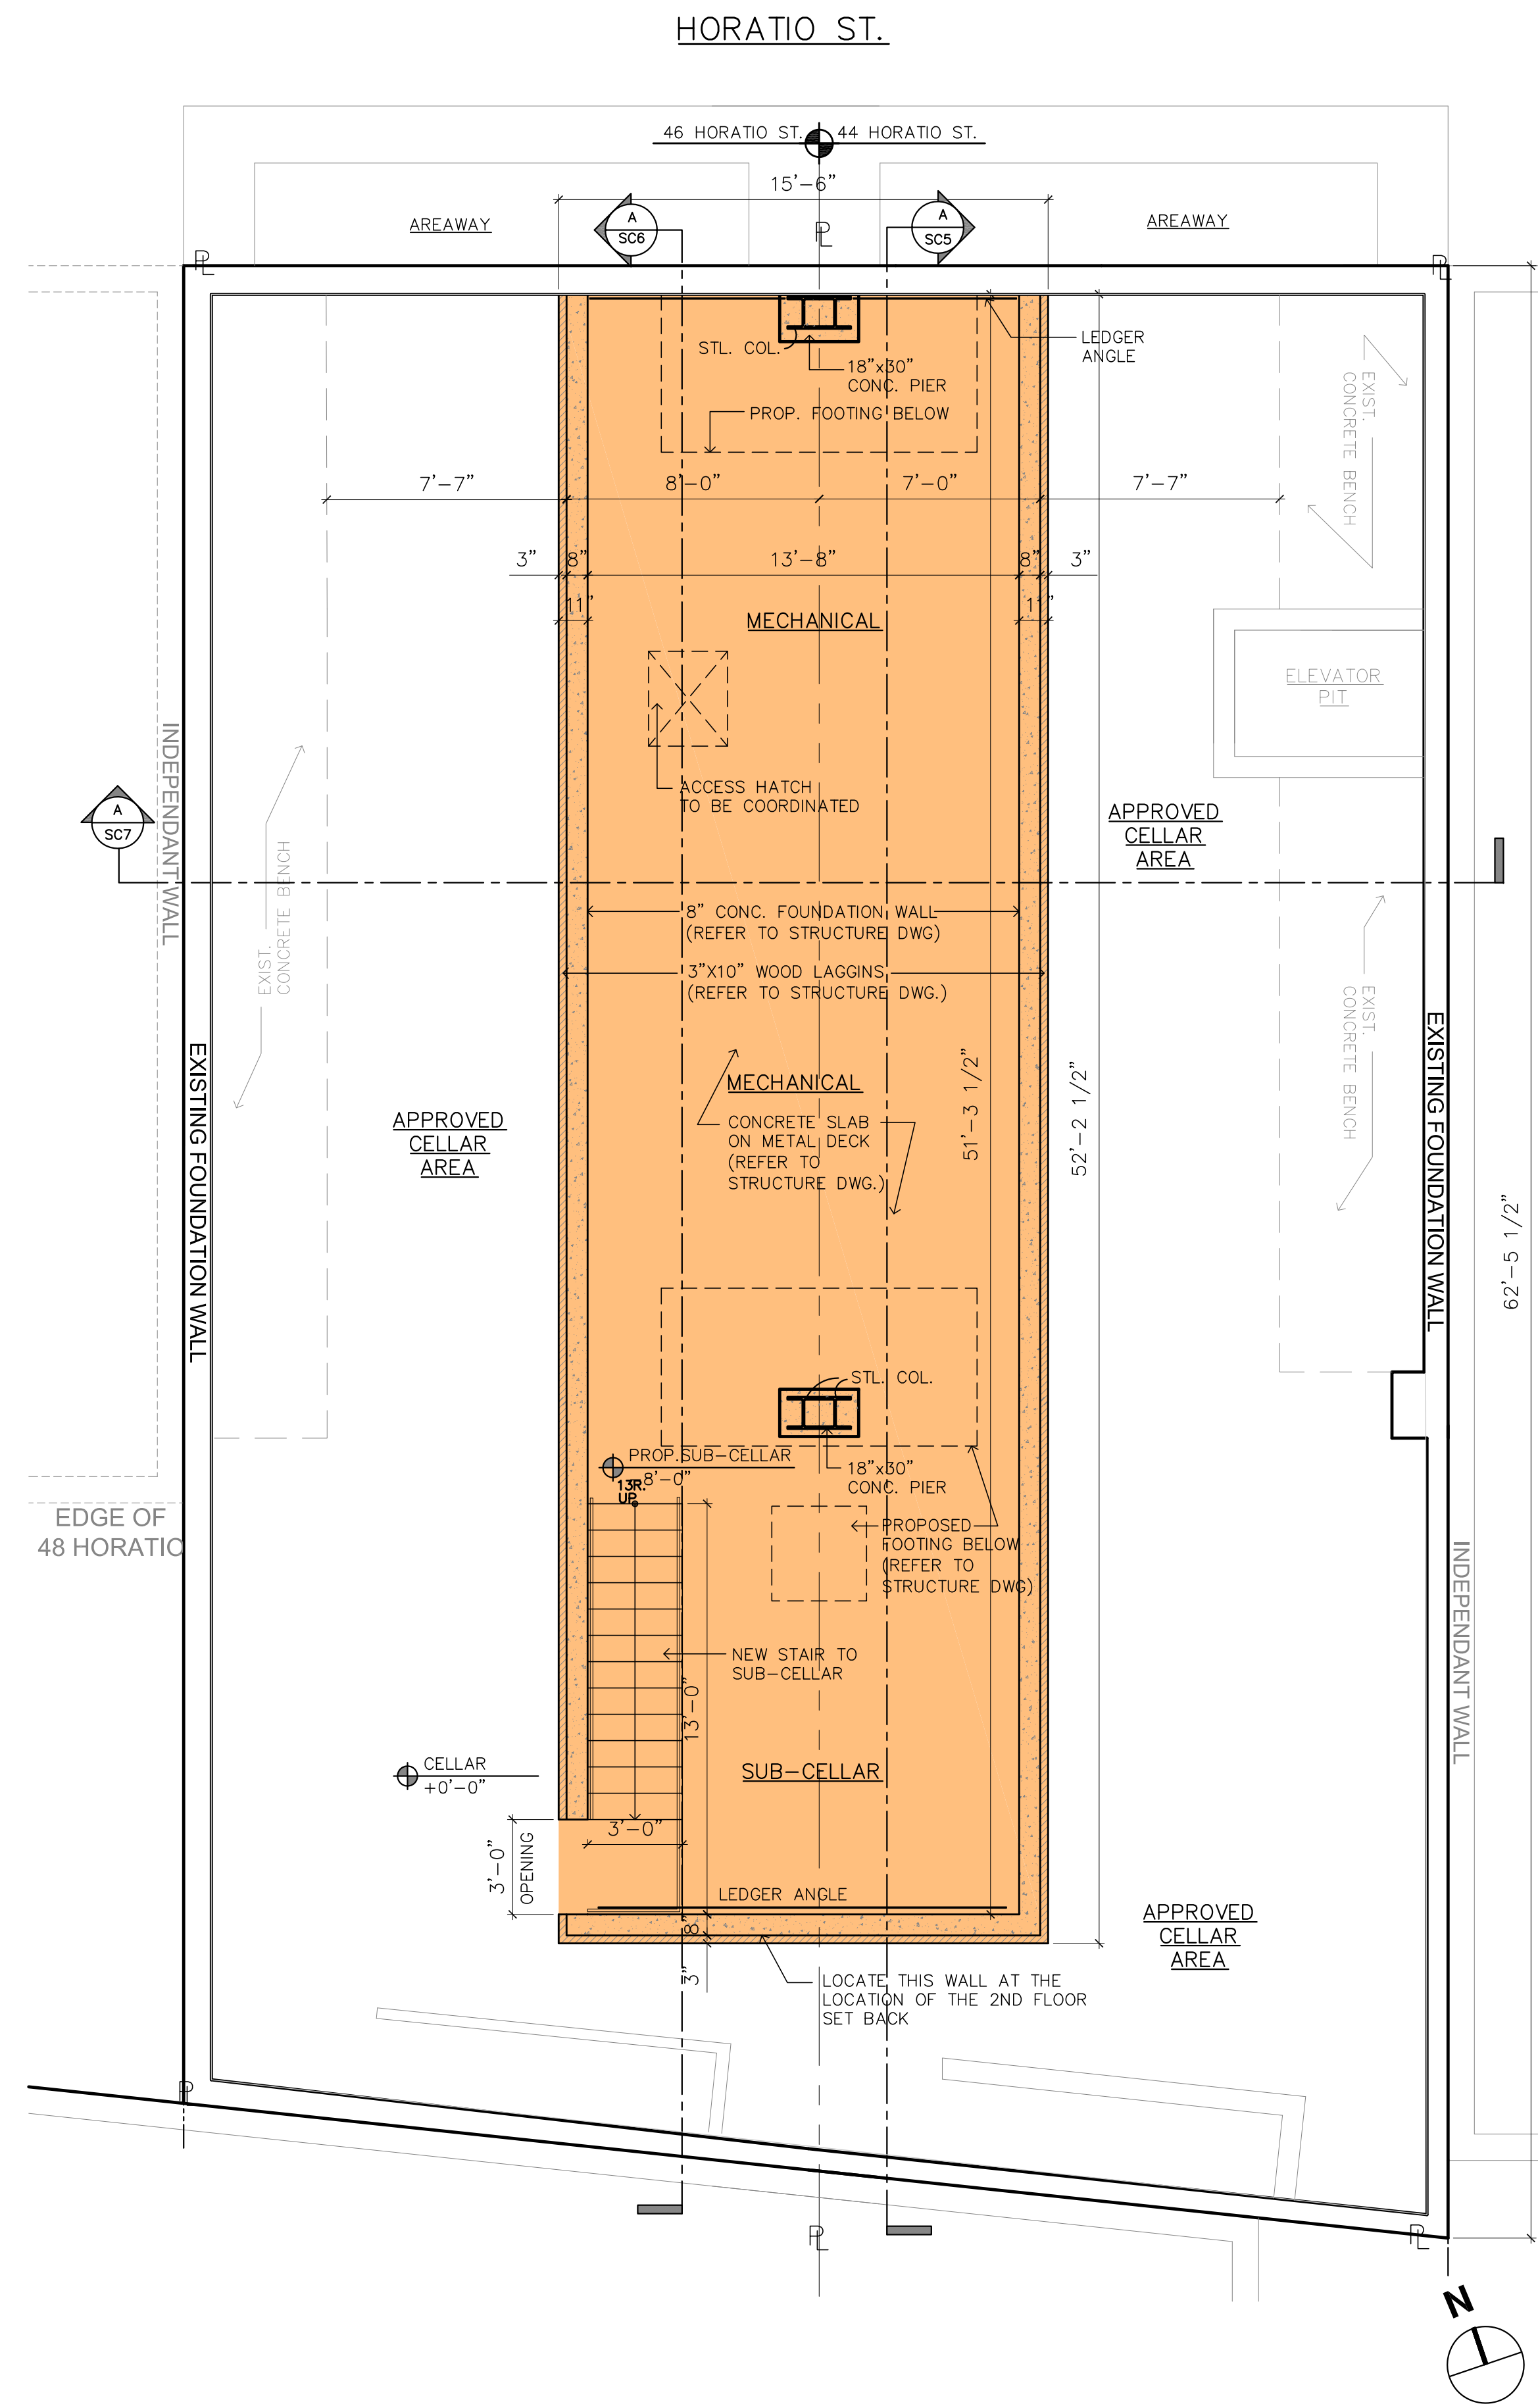 HORATIO ST.
46 HORATIO ST.
44 HORATIO ST.
15'-6"
AREAWAY
A
SC6
PL
A
SC5
AREAWAY
PL
PL
STL. COL.
18"x30"
CONC. PIER
LEDGER
ANGLE
PROP. FOOTING BELOW
EXIST.
CONCRETE BENCH
7'-7"
8'-0"
7'-0"
7'-7"
3"
8"
13'-8"
8"
3"
11"
11"
MECHANICAL
ELEVATOR
PIT
INDEPENDANT WALL
ACCESS HATCH
TO BE COORDINATED
A
SC7
APPROVED
CELLAR
AREA
EXIST.
CONCRETE BENCH
8" CONC. FOUNDATION WALL
(REFER TO STRUCTURE DWG)
3"X10" WOOD LAGGINS
(REFER TO STRUCTURE DWG.)
EXIST.
CONCRETE BENCH
EXISTING FOUNDATION WALL
EXISTING FOUNDATION WALL
MECHANICAL
51'-3 1/2"
52'-2 1/2"
62'-5 1/2"
APPROVED
CELLAR
AREA
CONCRETE SLAB
ON METAL DECK
(REFER TO
STRUCTURE DWG.)
STL. COL.
PROP.SUB-CELLAR
-8'-0"
18"x30"
CONC. PIER
13R.
UP
EDGE OF
48 HORATIO
PROPOSED
FOOTING BELOW
(REFER TO
STRUCTURE DWG)
INDEPENDANT WALL
NEW STAIR TO
SUB-CELLAR
13'-0"
CELLAR
+0'-0"
SUB-CELLAR
3'-0"
3'-0"
OPENING
LEDGER ANGLE
8"
3"
APPROVED
CELLAR
AREA
LOCATE THIS WALL AT THE
LOCATION OF THE 2ND FLOOR
SET BACK
PL
PL
PL
N